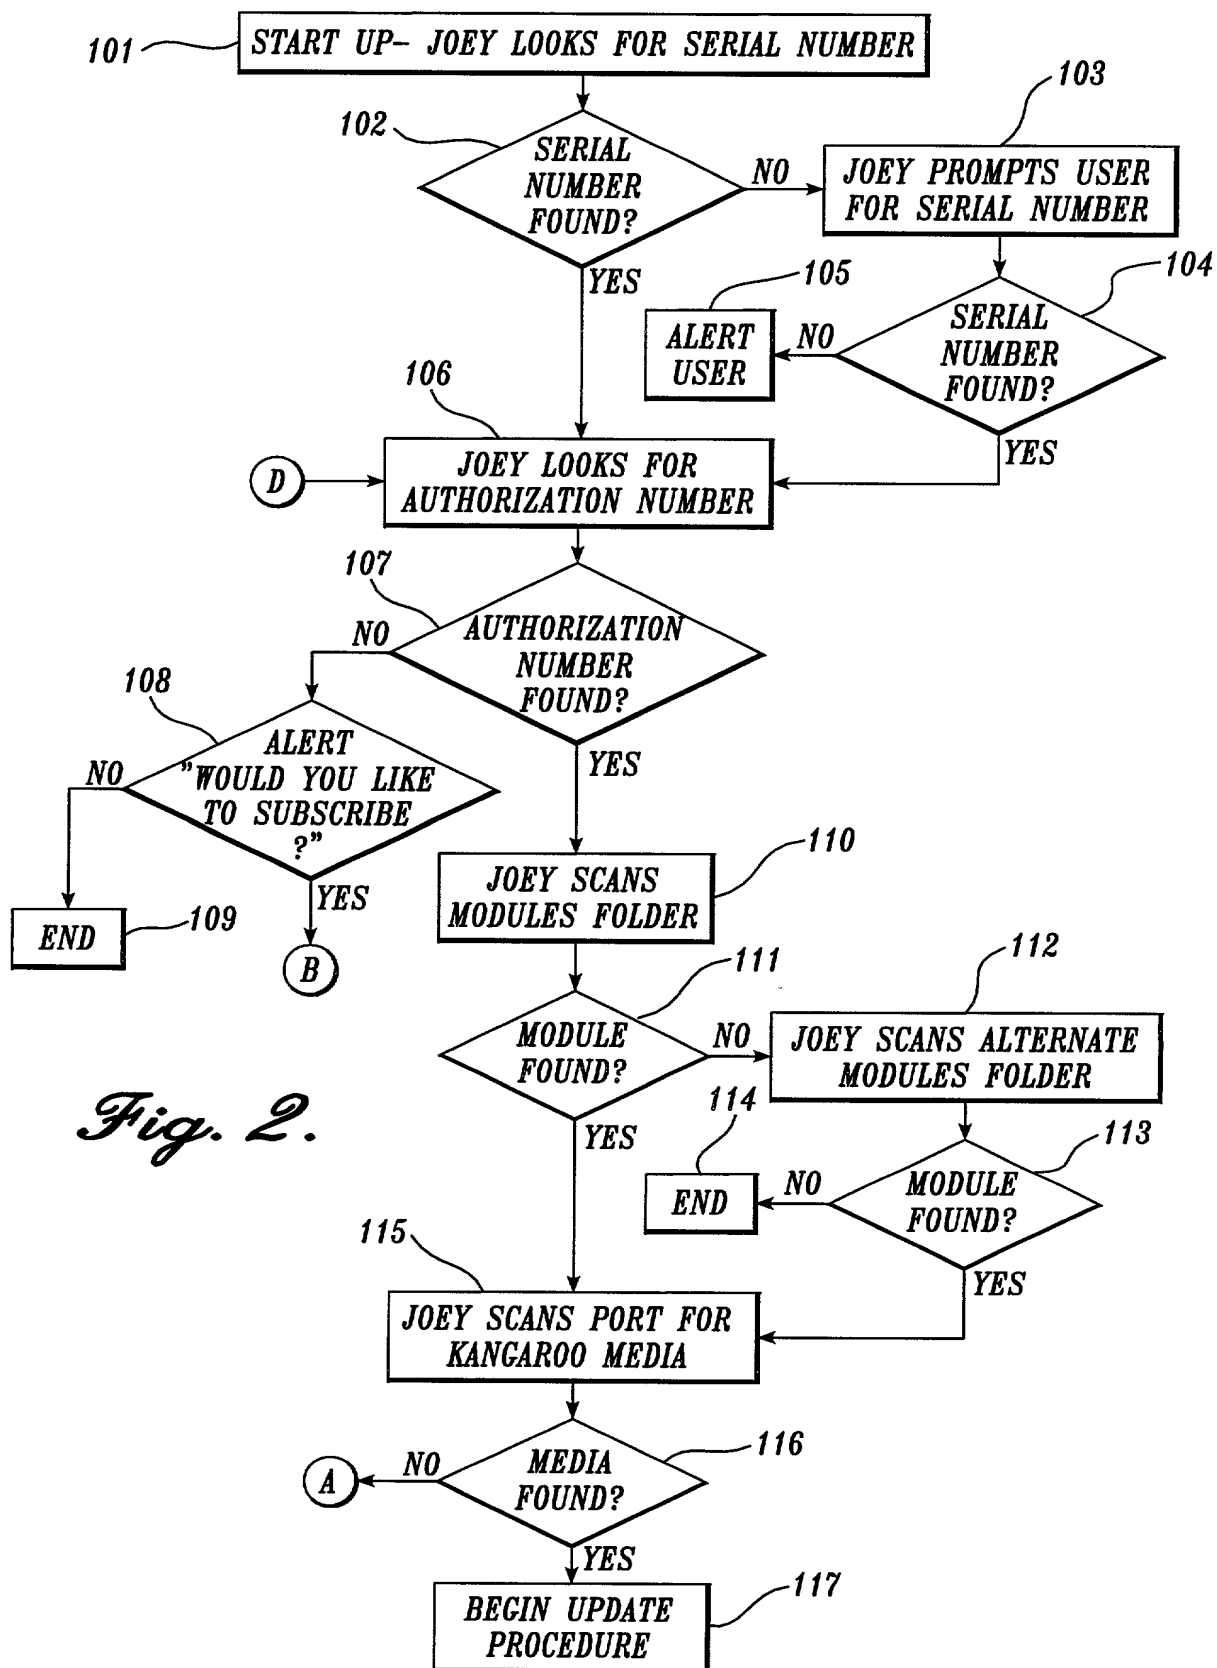 101
START UP- JOEY LOOKS FOR SERIAL NUMBER
102
SERIAL
NUMBER
FOUND?
NO
YES
103
JOEY PROMPTS USER
FOR SERIAL NUMBER
104
SERIAL
NUMBER
FOUND?
NO
YES
105
ALERT
USER
106
D
JOEY LOOKS FOR
AUTHORIZATION NUMBER
107
AUTHORIZATION
NUMBER
FOUND?
NO
YES
108
ALERT
"WOULD YOU LIKE
TO SUBSCRIBE
?"
NO
YES
END
109
B
110
JOEY SCANS
MODULES FOLDER
111
MODULE
FOUND?
NO
YES
112
JOEY SCANS ALTERNATE
MODULES FOLDER
113
MODULE
FOUND?
NO
YES
114
END
115
JOEY SCANS PORT FOR
KANGAROO MEDIA
116
MEDIA
FOUND?
NO
A
YES
117
BEGIN UPDATE
PROCEDURE
Fig. 2.